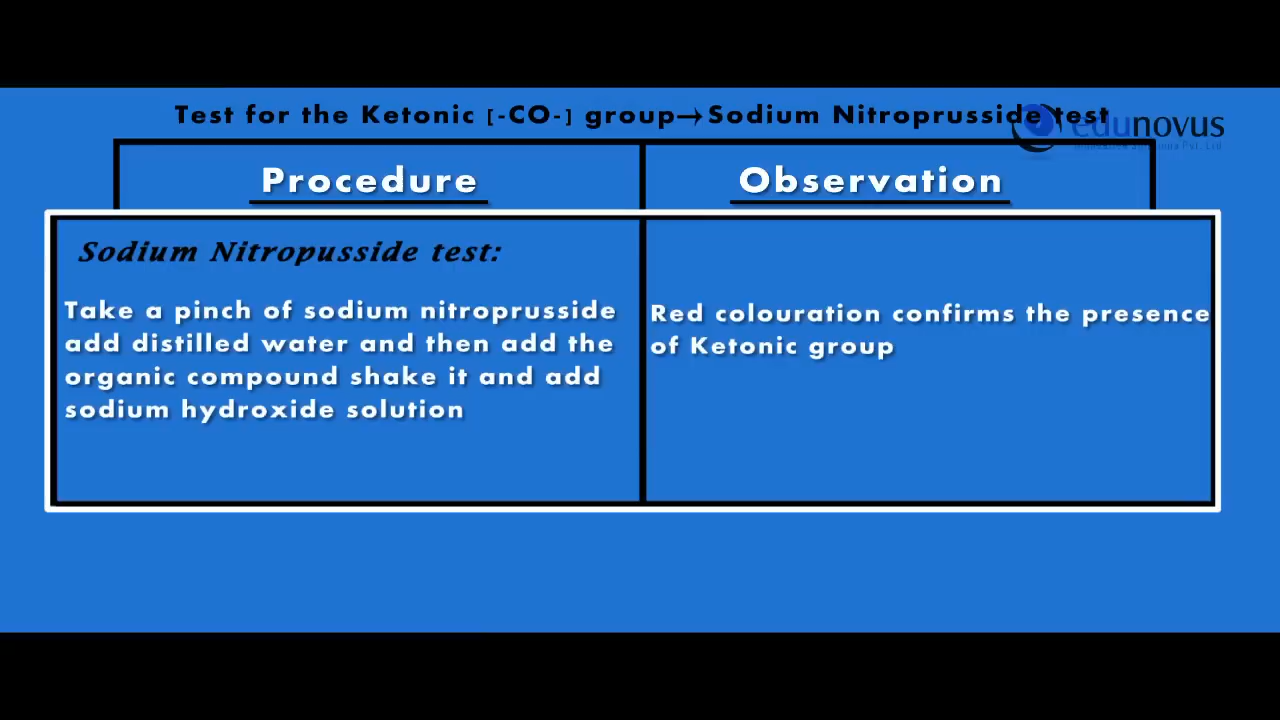 Test for the Ketonic [-CO-] group→Sodium Nitroprusside test
edunovus
Procedure
Observation
Sodium Nitropusside test:
Take a pinch of sodium nitroprusside
add distilled water and then add the
organic compound shake it and add
sodium hydroxide solution
Red colouration confirms the presence
of Ketonic group